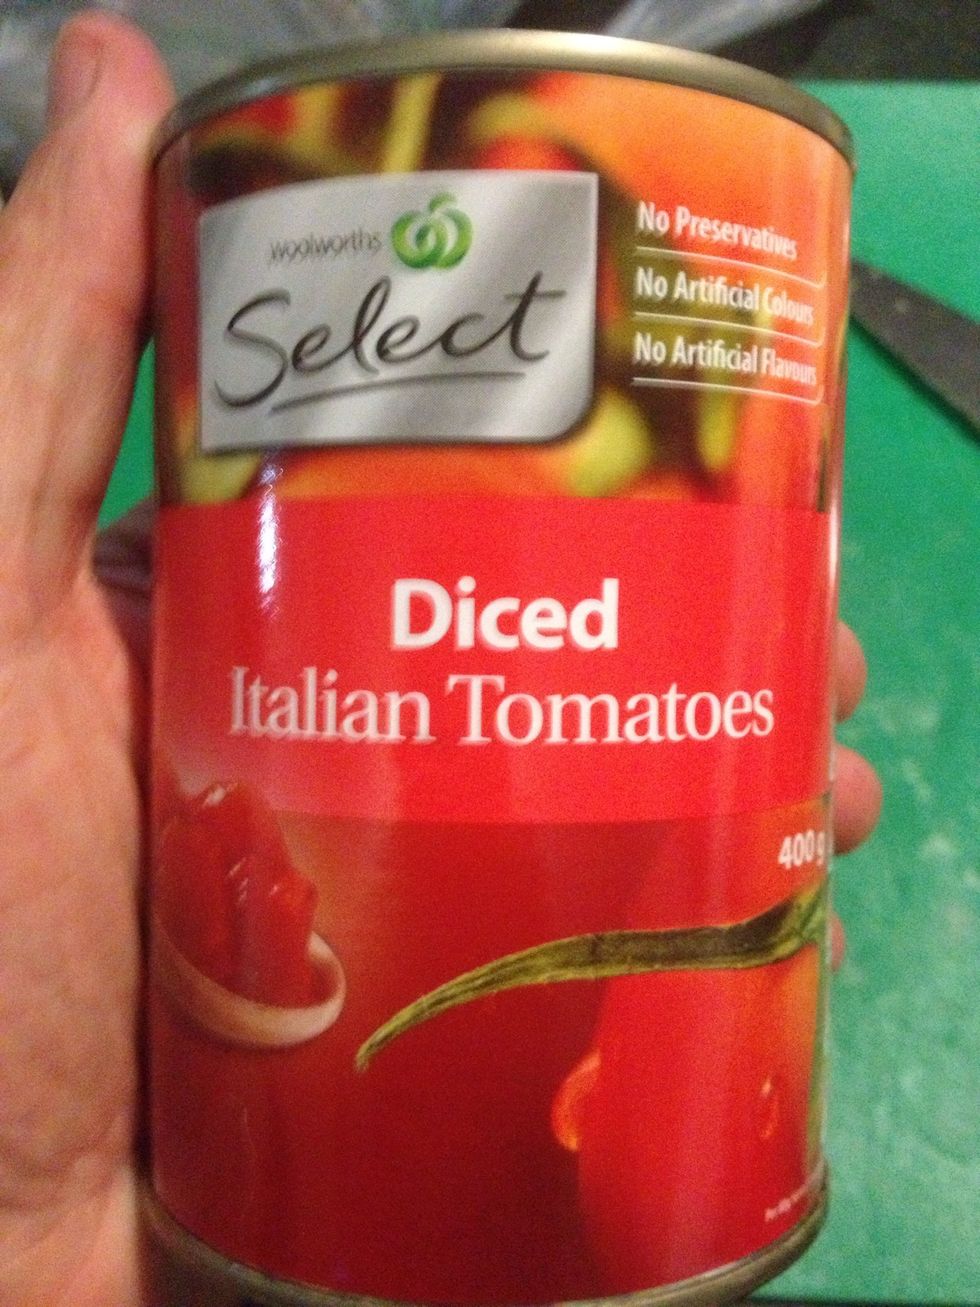 woolworths
Select
No Preservatives
No Artificial Colours
No Artificial Flavours
Diced
Italian Tomatoes
400g